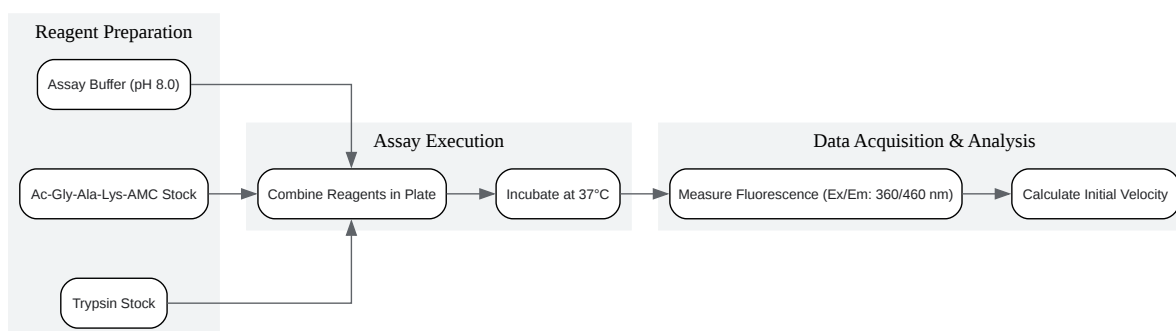 Reagent Preparation
Assay Buffer (pH 8.0)
Ac-Gly-Ala-Lys-AMC Stock
Trypsin Stock
Assay Execution
Combine Reagents in Plate
Incubate at 37°C
Data Acquisition & Analysis
Measure Fluorescence (Ex/Em: 360/460 nm)
Calculate Initial Velocity